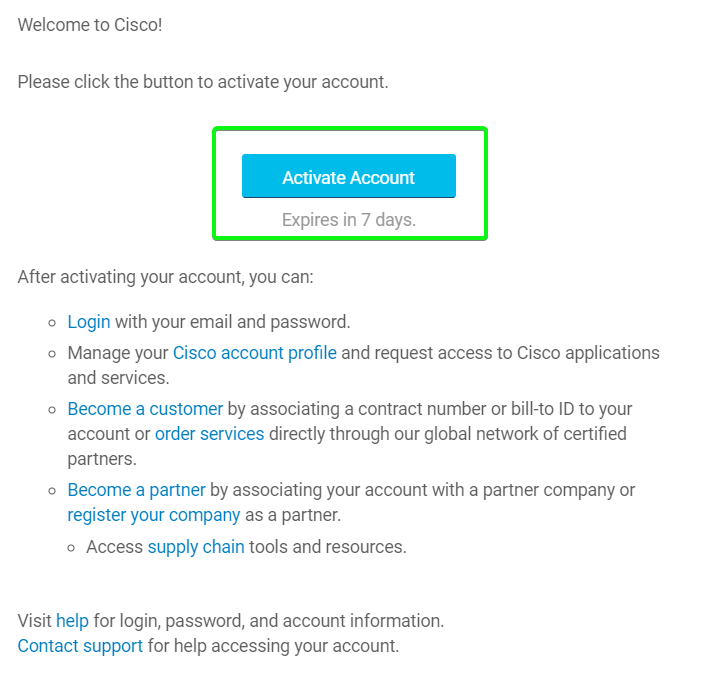 Welcome to Cisco!
Please click the button to activate your account.
Activate Account
Expires in 7 days.
After activating your account, you can:
Login with your email and password.
Manage your Cisco account profile and request access to Cisco applications
and services.
Become a customer by associating a contract number or bill-to ID to your
account or order services directly through our global network of certified
partners.
Become a partner by associating your account with a partner company or
register your company as a partner.
Access supply chain tools and resources.
Visit help for login, password, and account information.
Contact support for help accessing your account.